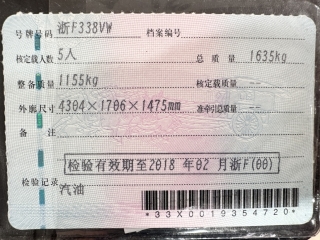 号牌号码 浙F338VW 档案编号
核定载人数 5人 总质量 1635kg
整备质量 1155kg 核定载质量 --
外廓尺寸 4304×1706×1475mm 准牵引总质量 --
检验有效期至2018 年02 月浙F(00)
检验记录 汽油
*33X0019354720*